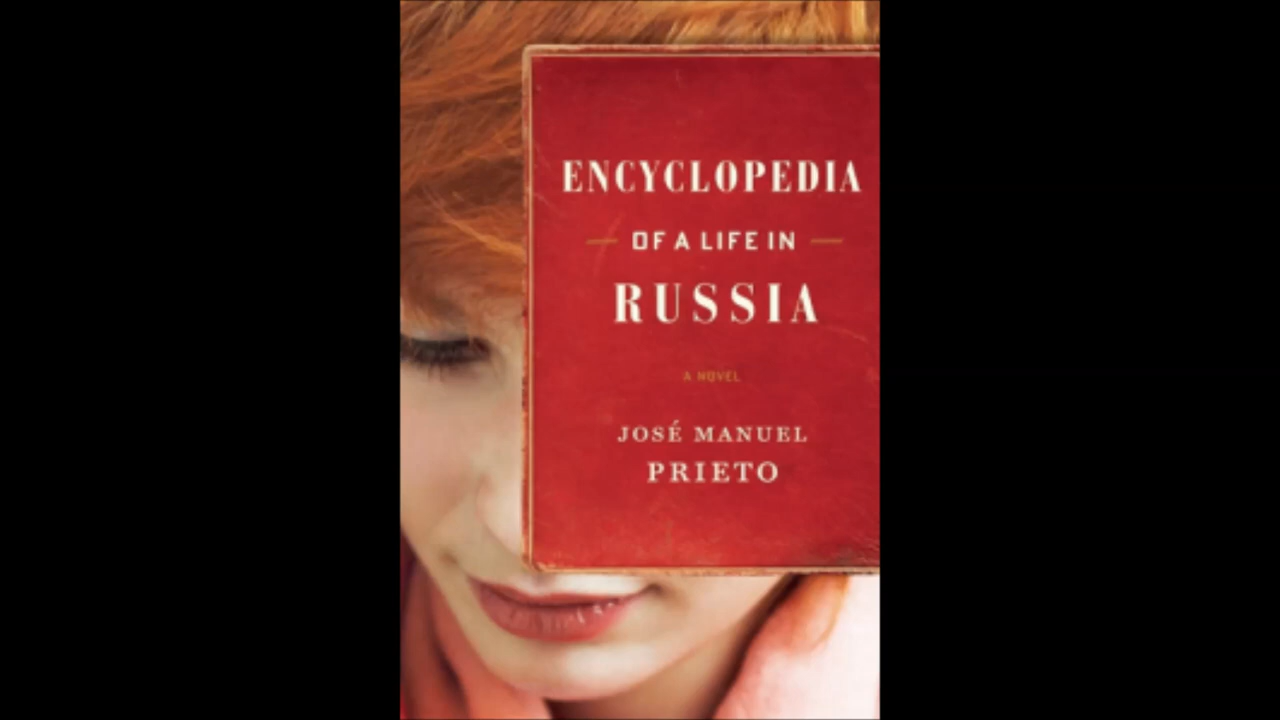 ENCYCLOPEDIA
OF A LIFE IN
RUSSIA
A NOVEL
JOSÉ MANUEL
PRIETO